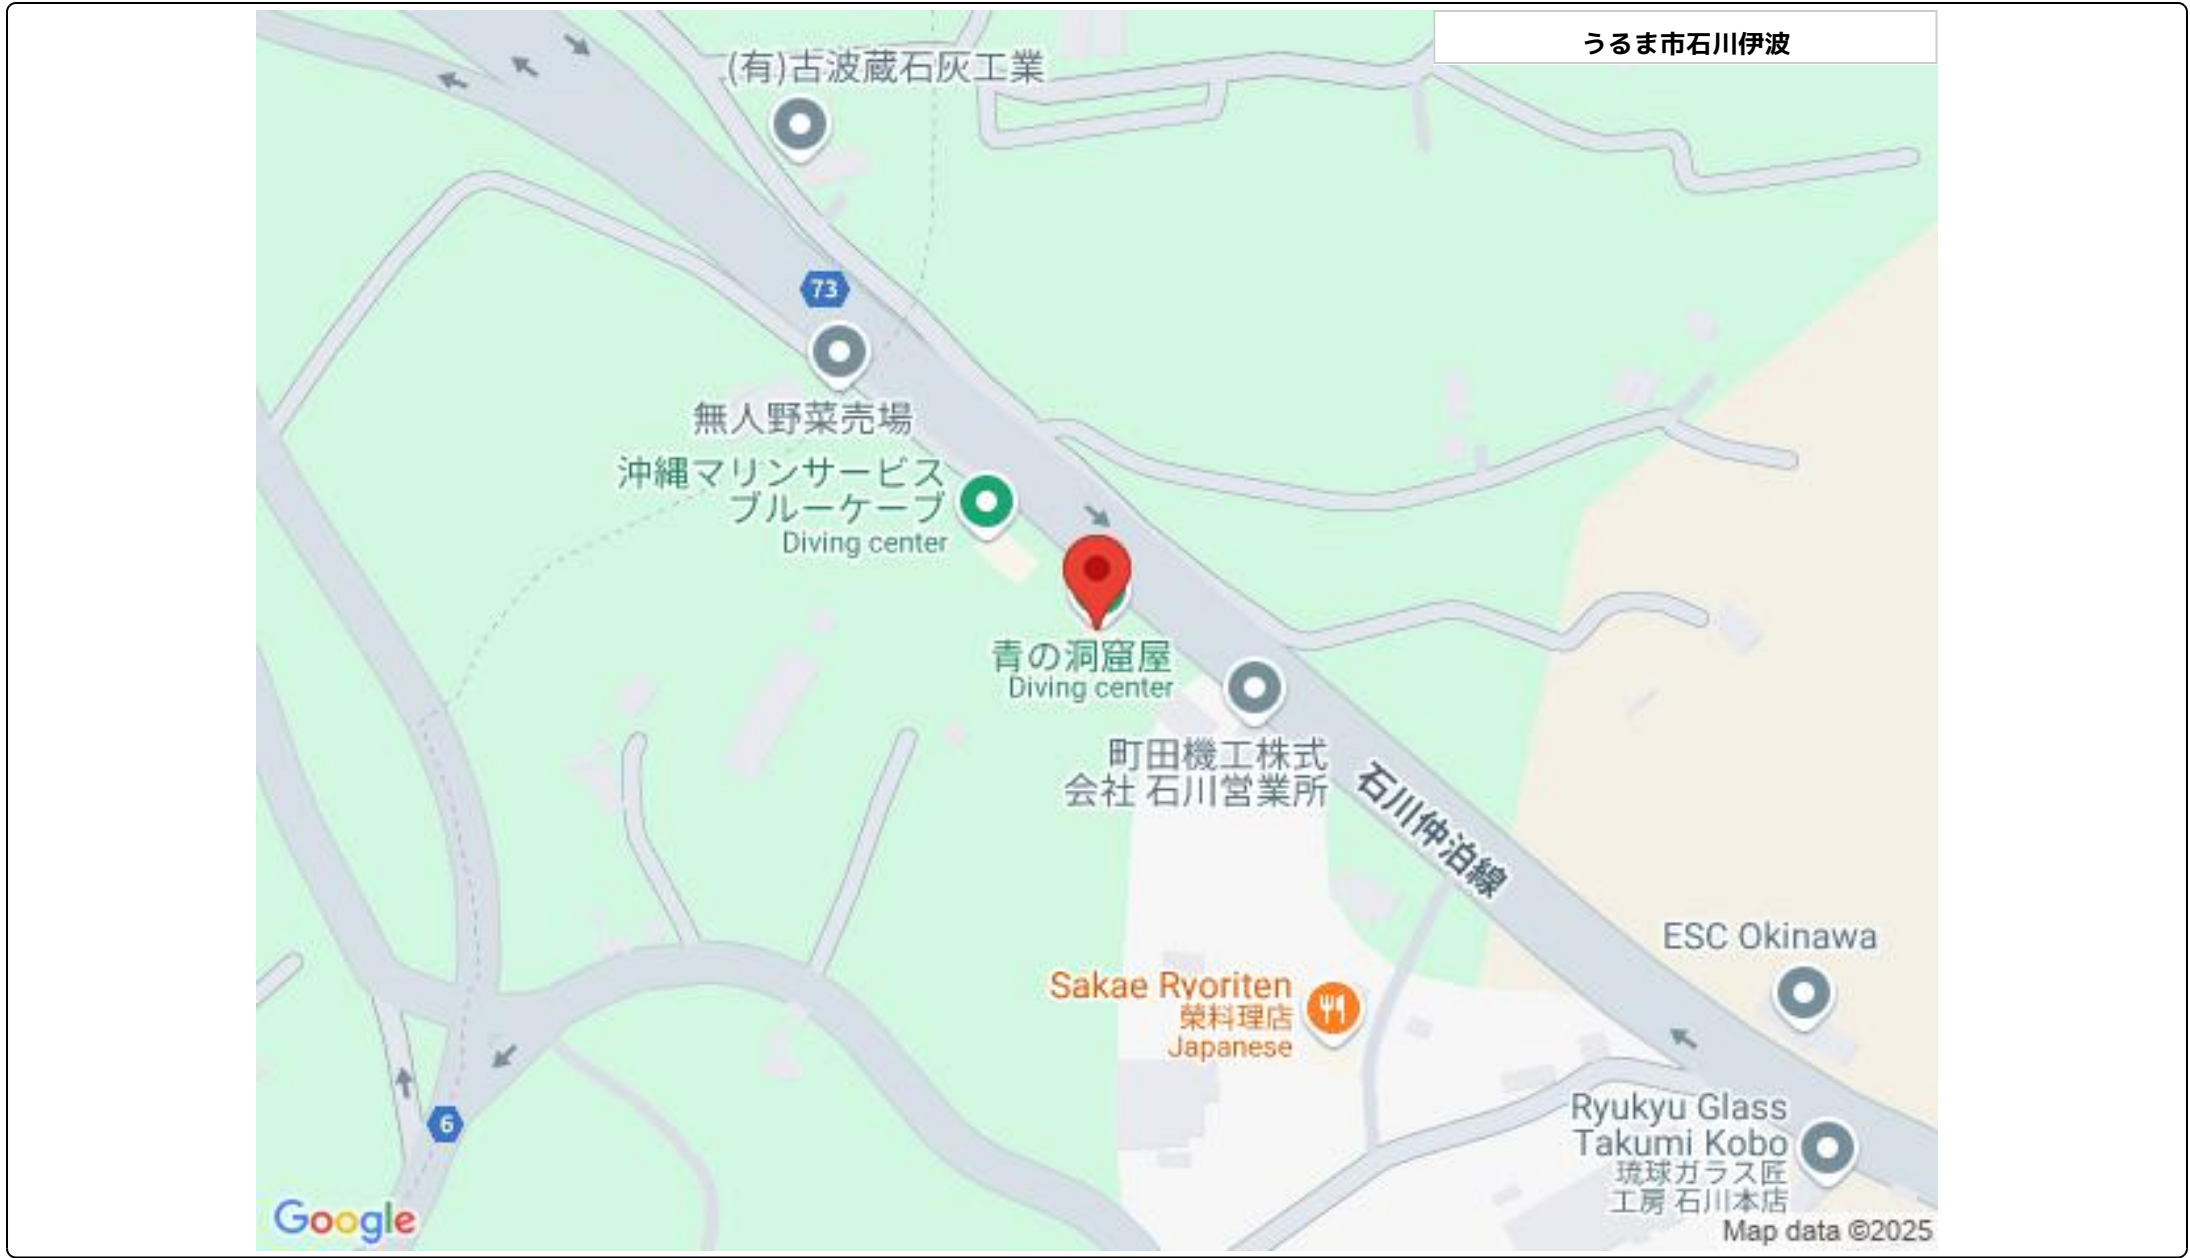 うるま市石川伊波
(有)古波蔵石灰工業
73
無人野菜売場
沖縄マリンサービス
ブルーケーブ
Diving center
青の洞窟屋
Diving center
町田機工株式
会社 石川営業所
石川仲泊線
ESC Okinawa
Sakae Ryoriten
榮料理店
Japanese
Ryukyu Glass
Takumi Kobo
琉球ガラス匠
工房 石川本店
6
Google
Map data ©2025